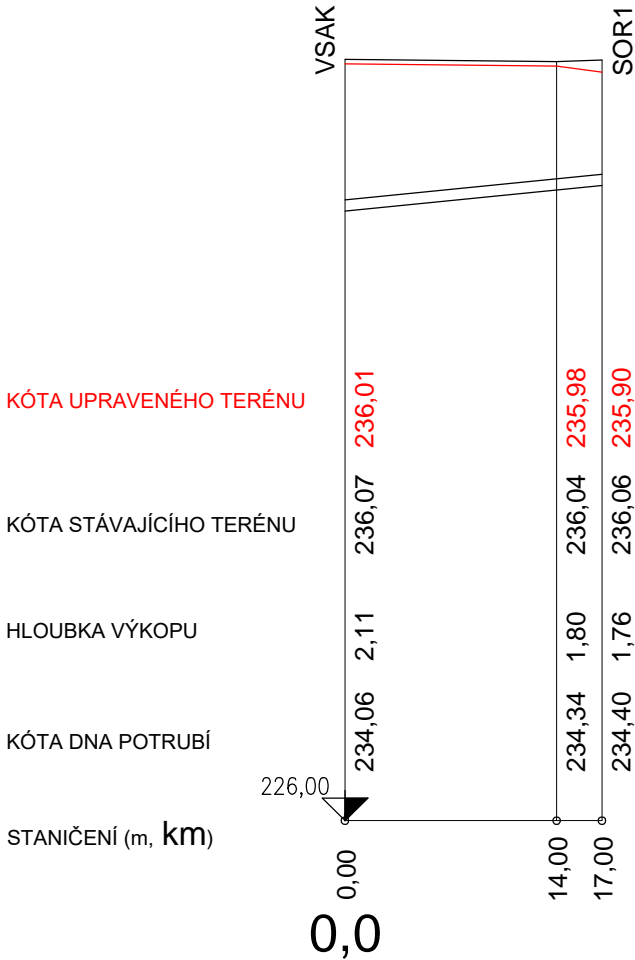 VSAK
SOR1
KÓTA UPRAVENÉHO TERÉNU 236,01 235,98 235,90
KÓTA STÁVAJÍCÍHO TERÉNU 236,07 236,04 236,06
HLOUBKA VÝKOPU 2,11 1,80 1,76
KÓTA DNA POTRUBÍ 234,06 234,34 234,40
226,00
STANIČENÍ (m, km) 0,00 14,00 17,00
0,0